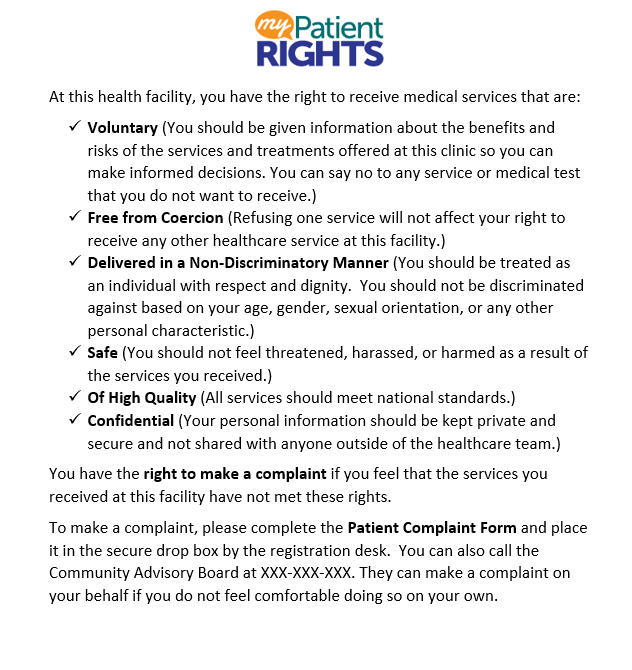 my Patient
RIGHTS
At this health facility, you have the right to receive medical services that are:
✓ Voluntary (You should be given information about the benefits and
risks of the services and treatments offered at this clinic so you can
make informed decisions. You can say no to any service or medical test
that you do not want to receive.)
✓ Free from Coercion (Refusing one service will not affect your right to
receive any other healthcare service at this facility.)
✓ Delivered in a Non-Discriminatory Manner (You should be treated as
an individual with respect and dignity.  You should not be discriminated
against based on your age, gender, sexual orientation, or any other
personal characteristic.)
✓ Safe (You should not feel threatened, harassed, or harmed as a result of
the services you received.)
✓ Of High Quality (All services should meet national standards.)
✓ Confidential (Your personal information should be kept private and
secure and not shared with anyone outside of the healthcare team.)
You have the right to make a complaint if you feel that the services you
received at this facility have not met these rights.
To make a complaint, please complete the Patient Complaint Form and place
it in the secure drop box by the registration desk.  You can also call the
Community Advisory Board at XXX-XXX-XXX. They can make a complaint on
your behalf if you do not feel comfortable doing so on your own.